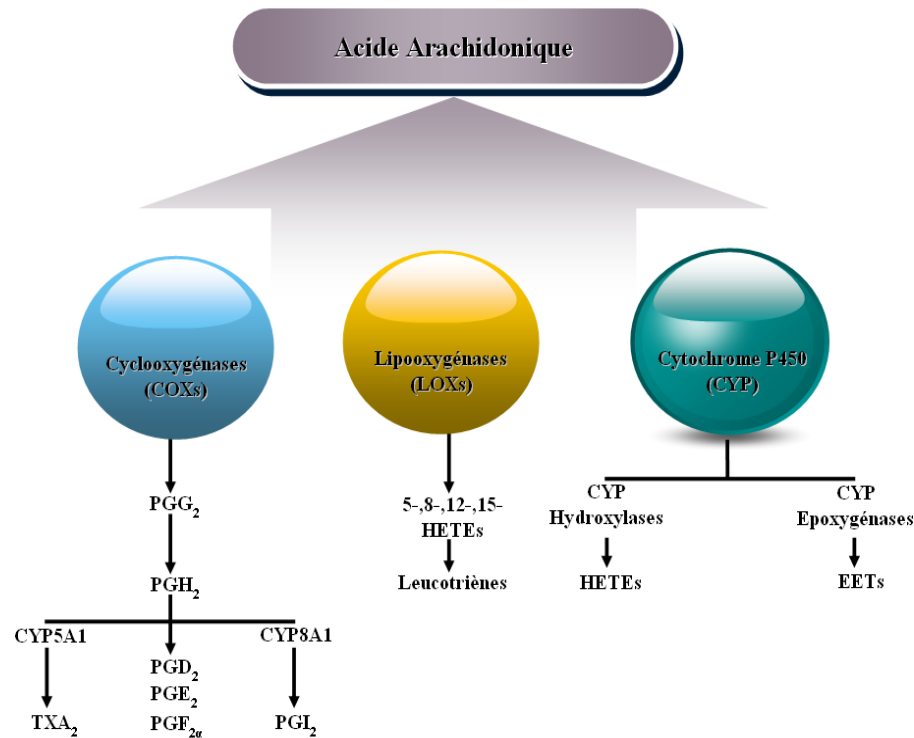 Acide Arachidonique
Cyclooxygénases
(COXs)
Lipooxygénases
(LOXs)
Cytochrome P450
(CYP)
PGG₂
PGH₂
CYP5A1
CYP8A1
TXA₂
PGD₂
PGE₂
PGF₂α
PGI₂
5-,8-,12-,15-
HETEs
Leucotriènes
CYP
Hydroxylases
HETEs
CYP
Epoxygénases
EETs